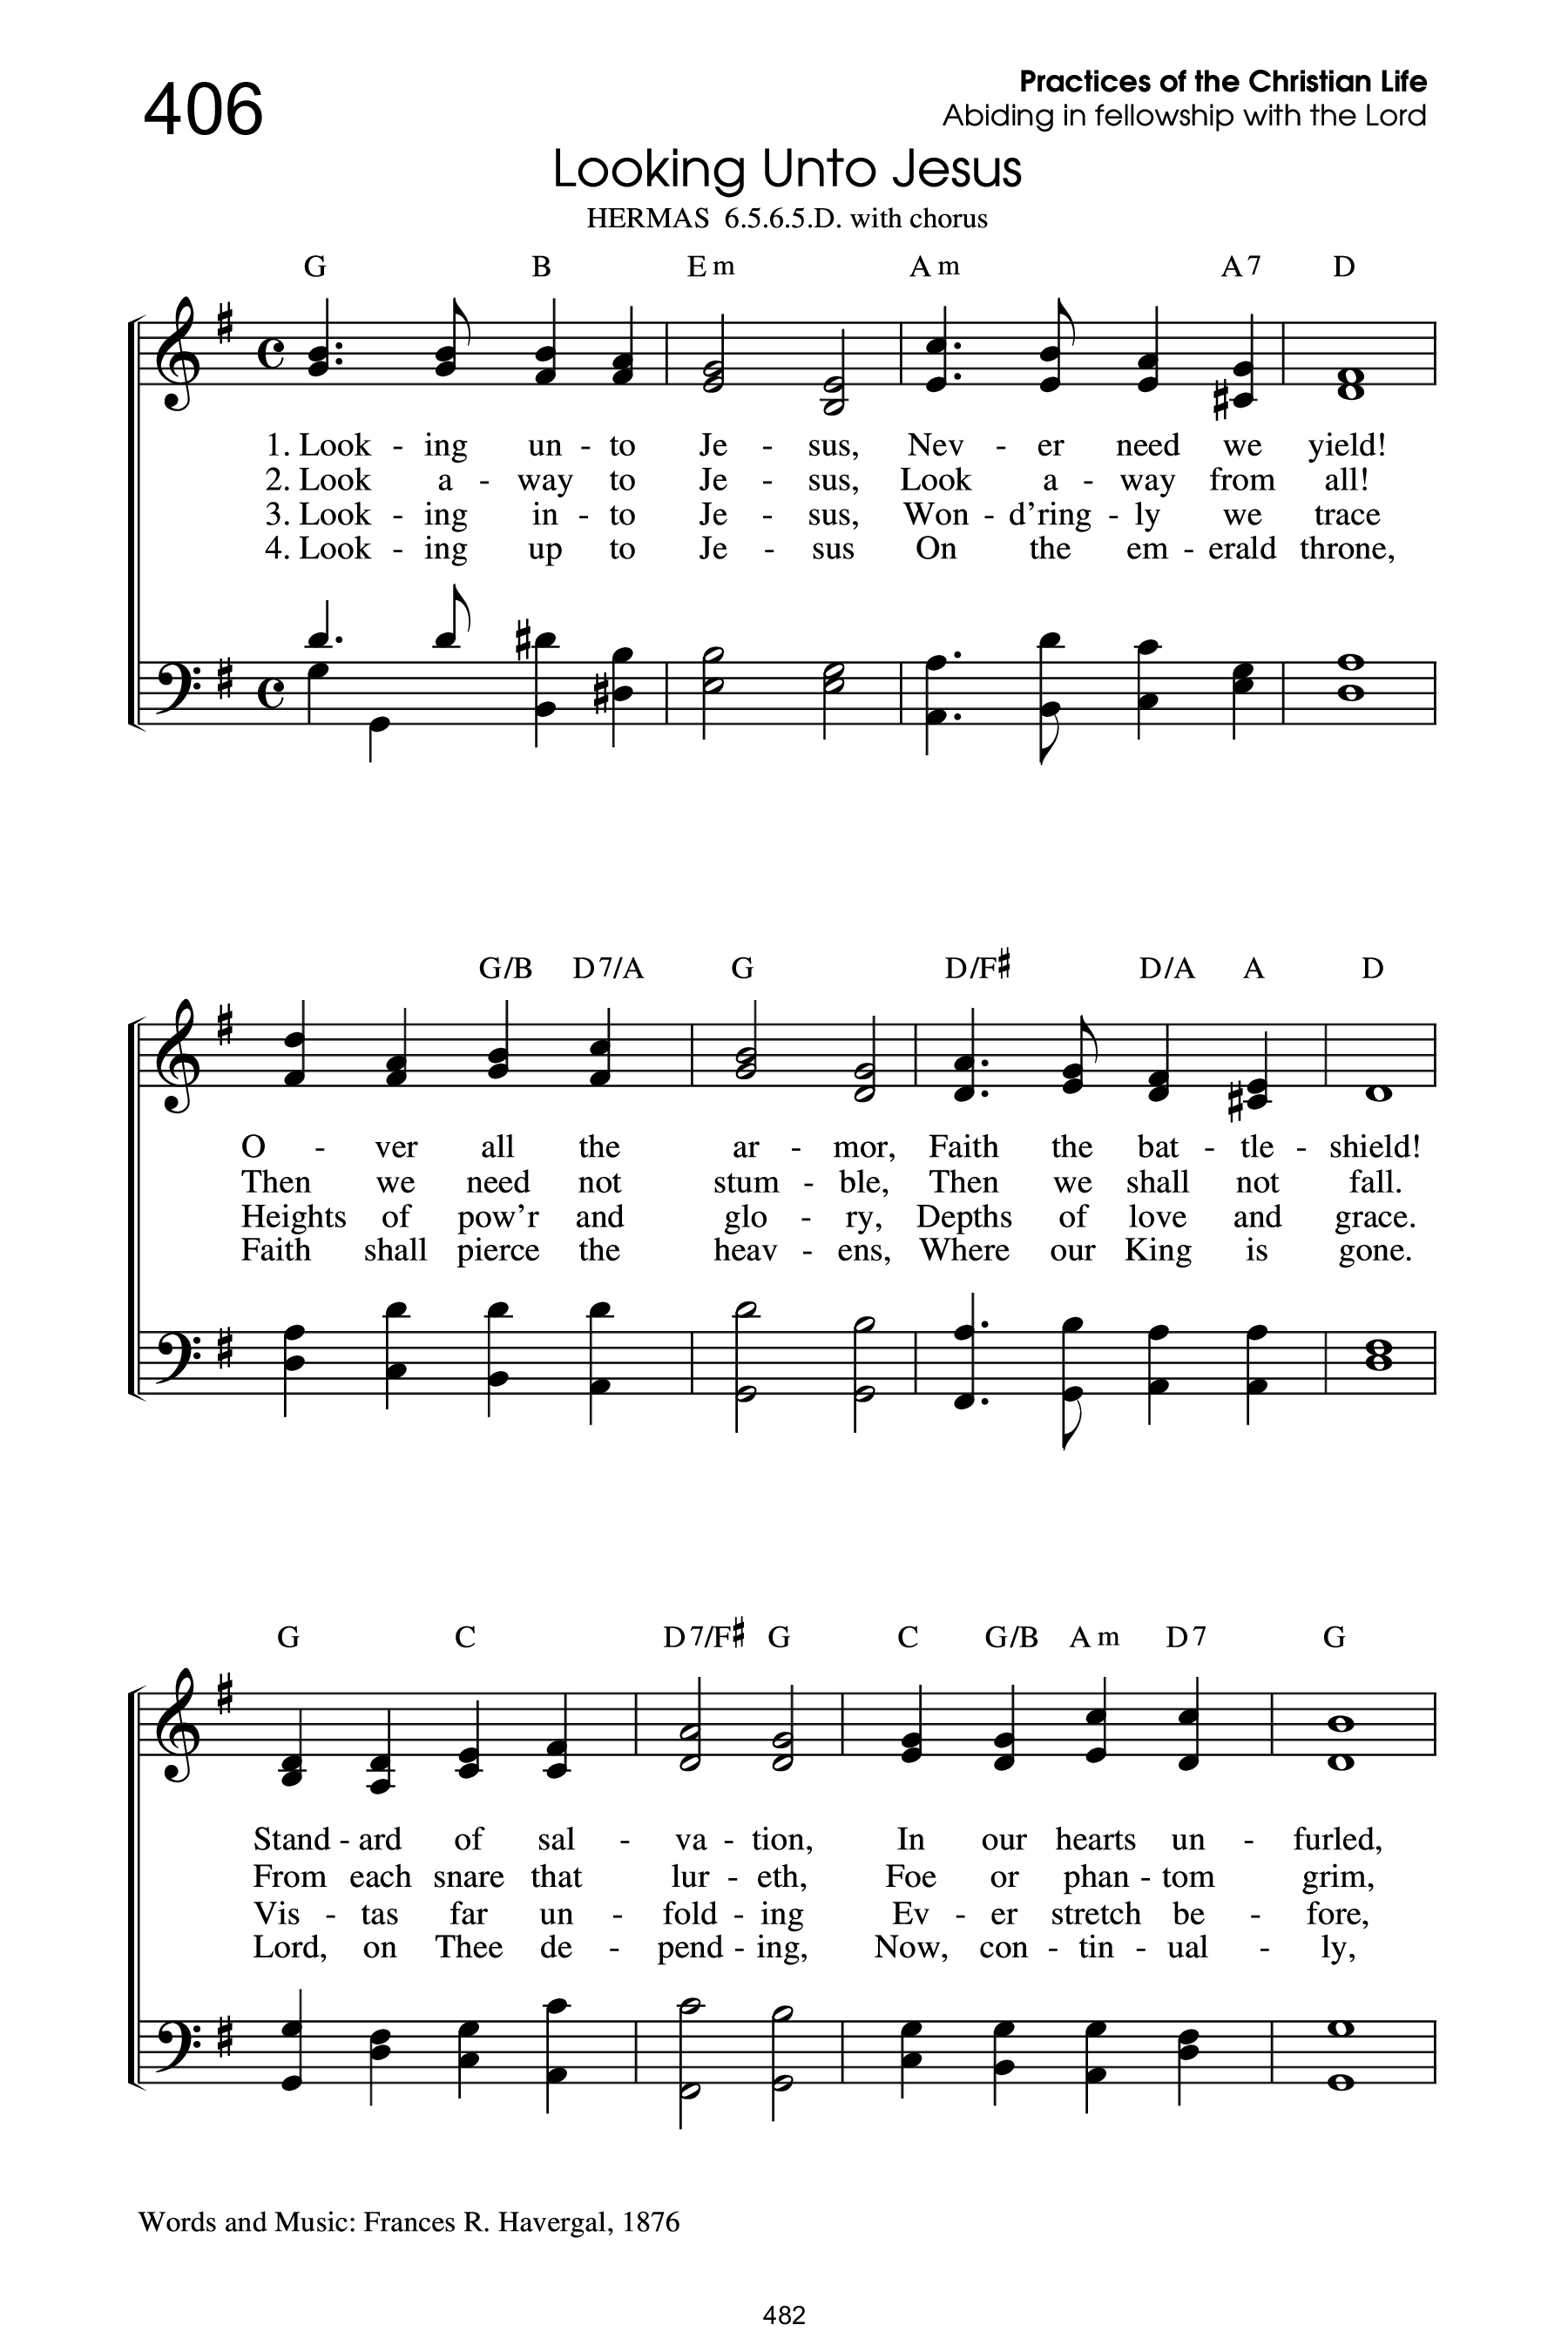 406
Practices of the Christian Life
Abiding in fellowship with the Lord
Looking Unto Jesus
HERMAS 6.5.6.5.D. with chorus
G B Em Am A7 D
1. Look - ing un - to Je - sus, Nev - er need we yield!
2. Look a - way to Je - sus, Look a - way from all!
3. Look - ing in - to Je - sus, Won - d’ring - ly we trace
4. Look - ing up to Je - sus On the em - erald throne,
G/B D7/A G D/F♯ D/A A D
O - ver all the ar - mor, Faith the bat - tle - shield!
Then we need not stum - ble, Then we shall not fall.
Heights of pow’r and glo - ry, Depths of love and grace.
Faith shall pierce the heav - ens, Where our King is gone.
G C D7/F♯ G C G/B Am D7 G
Stand - ard of sal - va - tion, In our hearts un - furled,
From each snare that lur - eth, Foe or phan - tom grim,
Vis - tas far un - fold - ing Ev - er stretch be - fore,
Lord, on Thee de - pend - ing, Now, con - tin - ual - ly,
Words and Music: Frances R. Havergal, 1876
482